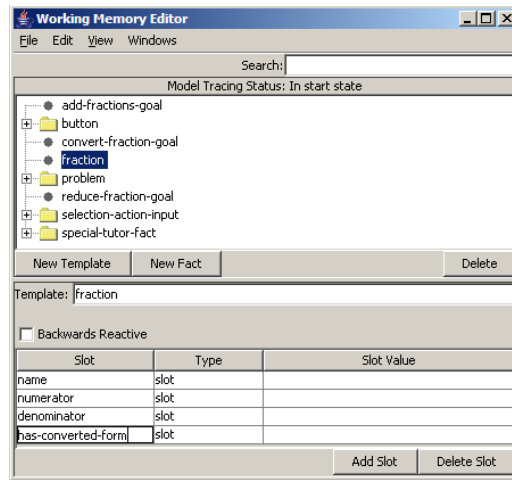 Working Memory Editor
File Edit View Windows
Search:
Model Tracing Status: In start state
add-fractions-goal
button
convert-fraction-goal
fraction
problem
reduce-fraction-goal
selection-action-input
special-tutor-fact
New Template New Fact Delete
Template: fraction
Backwards Reactive
Slot Type Slot Value
name slot
numerator slot
denominator slot
has-converted-form slot
Add Slot Delete Slot